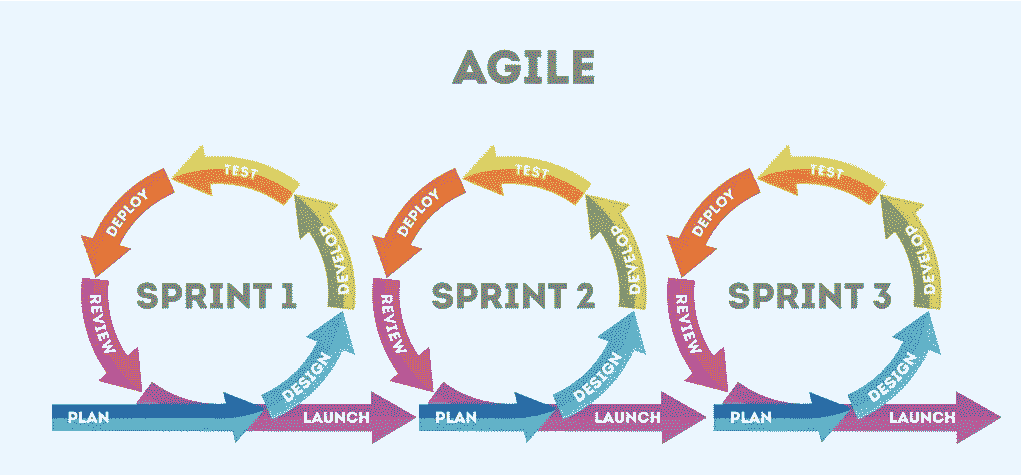 AGILE
SPRINT 1
PLAN
DESIGN
DEVELOP
TEST
DEPLOY
REVIEW
LAUNCH
SPRINT 2
PLAN
DESIGN
DEVELOP
TEST
DEPLOY
REVIEW
LAUNCH
SPRINT 3
PLAN
DESIGN
DEVELOP
TEST
DEPLOY
REVIEW
LAUNCH